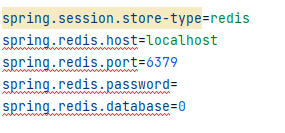 spring.session.store-type=redis
spring.redis.host=localhost
spring.redis.port=6379
spring.redis.password=
spring.redis.database=0